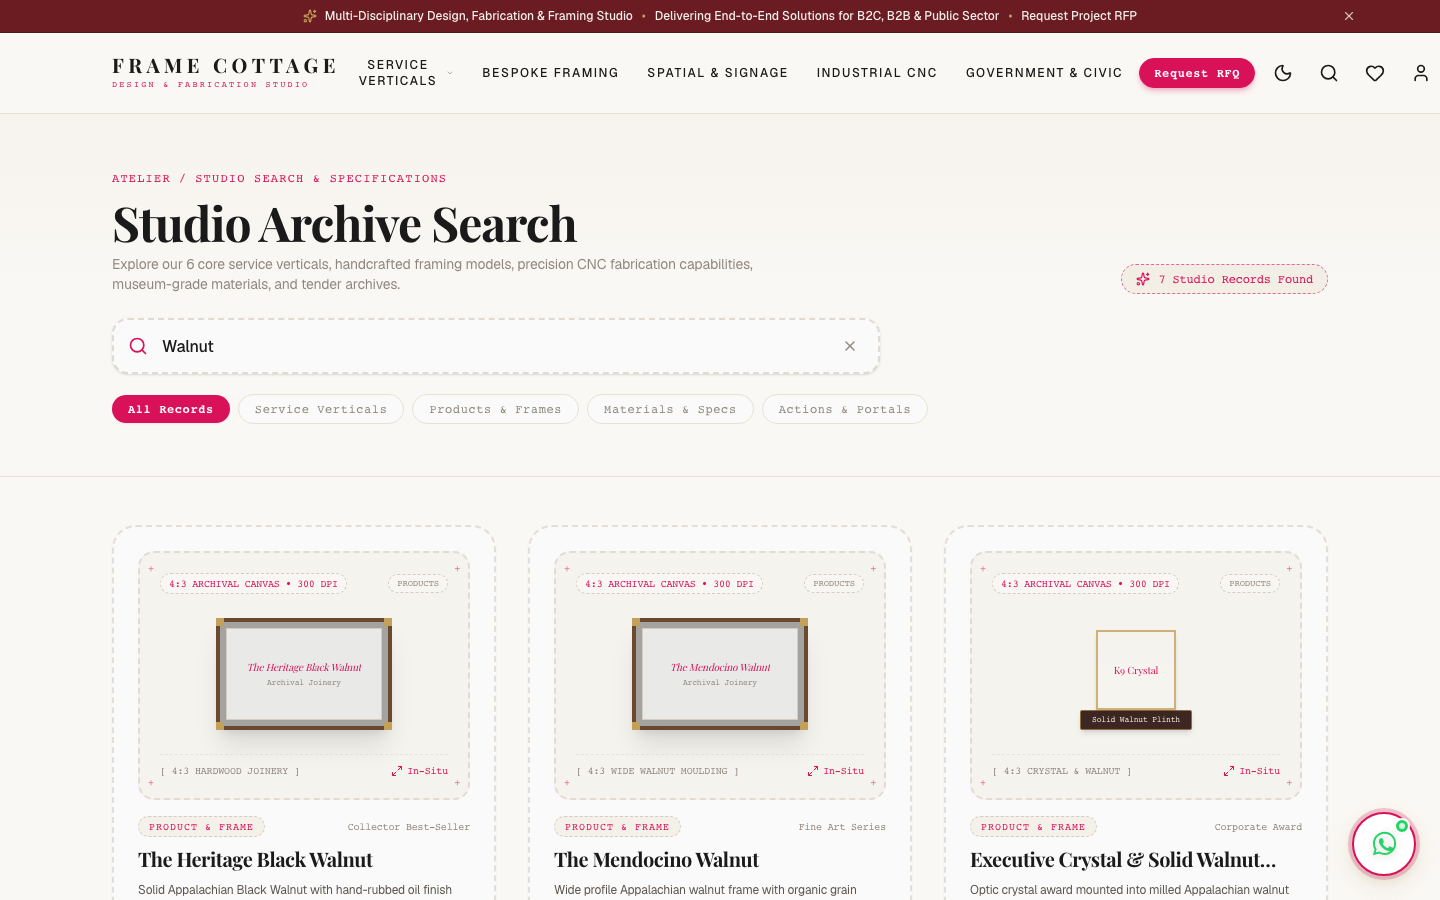 Multi-Disciplinary Design, Fabrication & Framing Studio • Delivering End-to-End Solutions for B2C, B2B & Public Sector • Request Project RFP
FRAME COTTAGE
DESIGN & FABRICATION STUDIO
SERVICE
VERTICALS
BESPOKE FRAMING
SPATIAL & SIGNAGE
INDUSTRIAL CNC
GOVERNMENT & CIVIC
Request RFQ
ATELIER / STUDIO SEARCH & SPECIFICATIONS
Studio Archive Search
Explore our 6 core service verticals, handcrafted framing models, precision CNC fabrication capabilities,
museum-grade materials, and tender archives.
7 Studio Records Found
Walnut
All Records
Service Verticals
Products & Frames
Materials & Specs
Actions & Portals
4:3 ARCHIVAL CANVAS • 300 DPI
PRODUCTS
The Heritage Black Walnut
Archival Joinery
[ 4:3 HARDWOOD JOINERY ]
In-Situ
PRODUCT & FRAME
Collector Best-Seller
The Heritage Black Walnut
Solid Appalachian Black Walnut with hand-rubbed oil finish
4:3 ARCHIVAL CANVAS • 300 DPI
PRODUCTS
The Mendocino Walnut
Archival Joinery
[ 4:3 WIDE WALNUT MOULDING ]
In-Situ
PRODUCT & FRAME
Fine Art Series
The Mendocino Walnut
Wide profile Appalachian walnut frame with organic grain
4:3 ARCHIVAL CANVAS • 300 DPI
PRODUCTS
K9 Crystal
Solid Walnut Plinth
[ 4:3 CRYSTAL & WALNUT ]
In-Situ
PRODUCT & FRAME
Corporate Award
Executive Crystal & Solid Walnut...
Optic crystal award mounted into milled Appalachian walnut